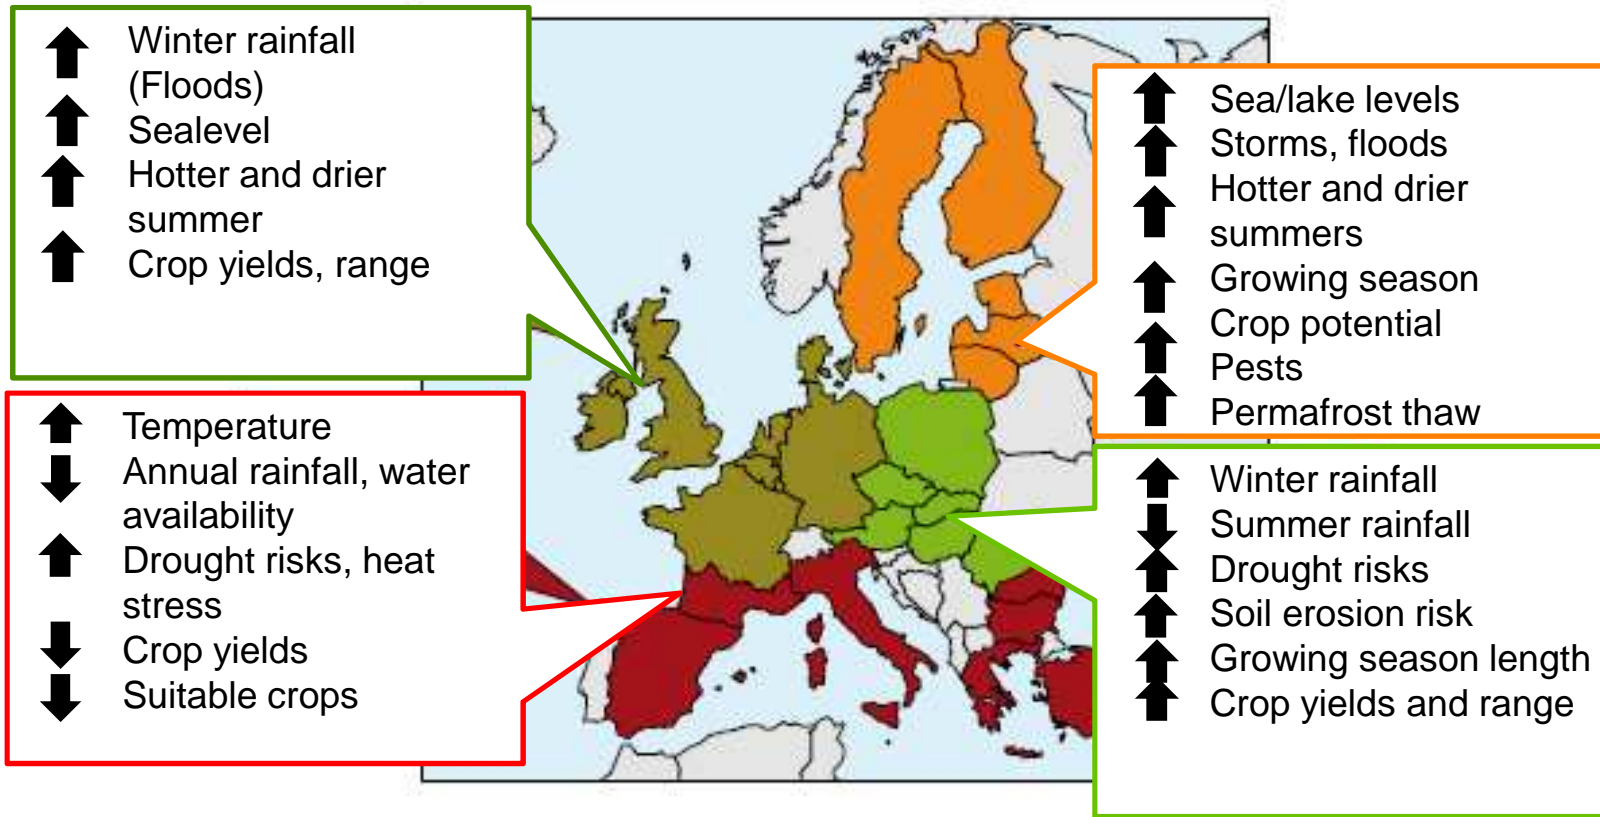 Winter rainfall
(Floods)
Sealevel
Hotter and drier
summer
Crop yields, range
Temperature
Annual rainfall, water
availability
Drought risks, heat
stress
Crop yields
Suitable crops
Sea/lake levels
Storms, floods
Hotter and drier
summers
Growing season
Crop potential
Pests
Permafrost thaw
Winter rainfall
Summer rainfall
Drought risks
Soil erosion risk
Growing season length
Crop yields and range